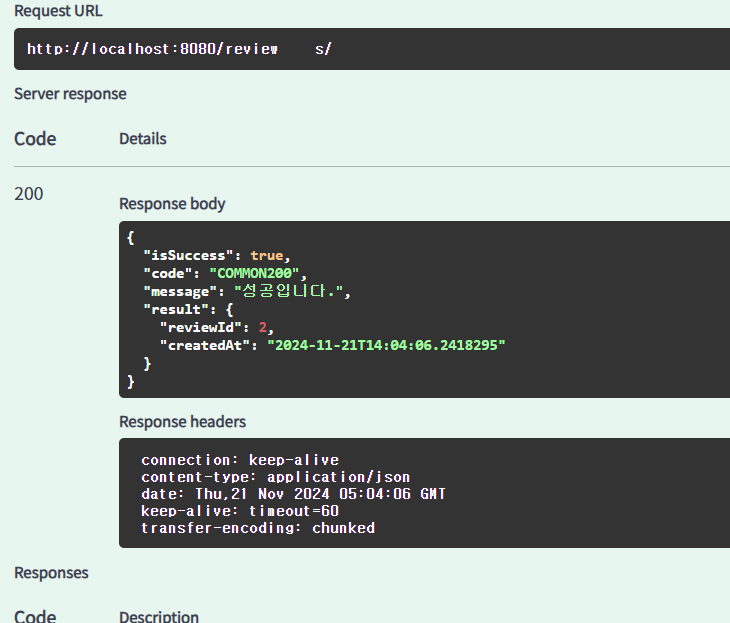 Request URL
http://localhost:8080/review    s/
Server response
Code Details
200
Response body
{
"isSuccess": true,
"code": "COMMON200",
"message": "성공입니다.",
"result": {
"reviewId": 2,
"createdAt": "2024-11-21T14:04:06.2418295"
}
}
Response headers
connection: keep-alive
content-type: application/json
date: Thu,21 Nov 2024 05:04:06 GMT
keep-alive: timeout=60
transfer-encoding: chunked
Responses
Code Description